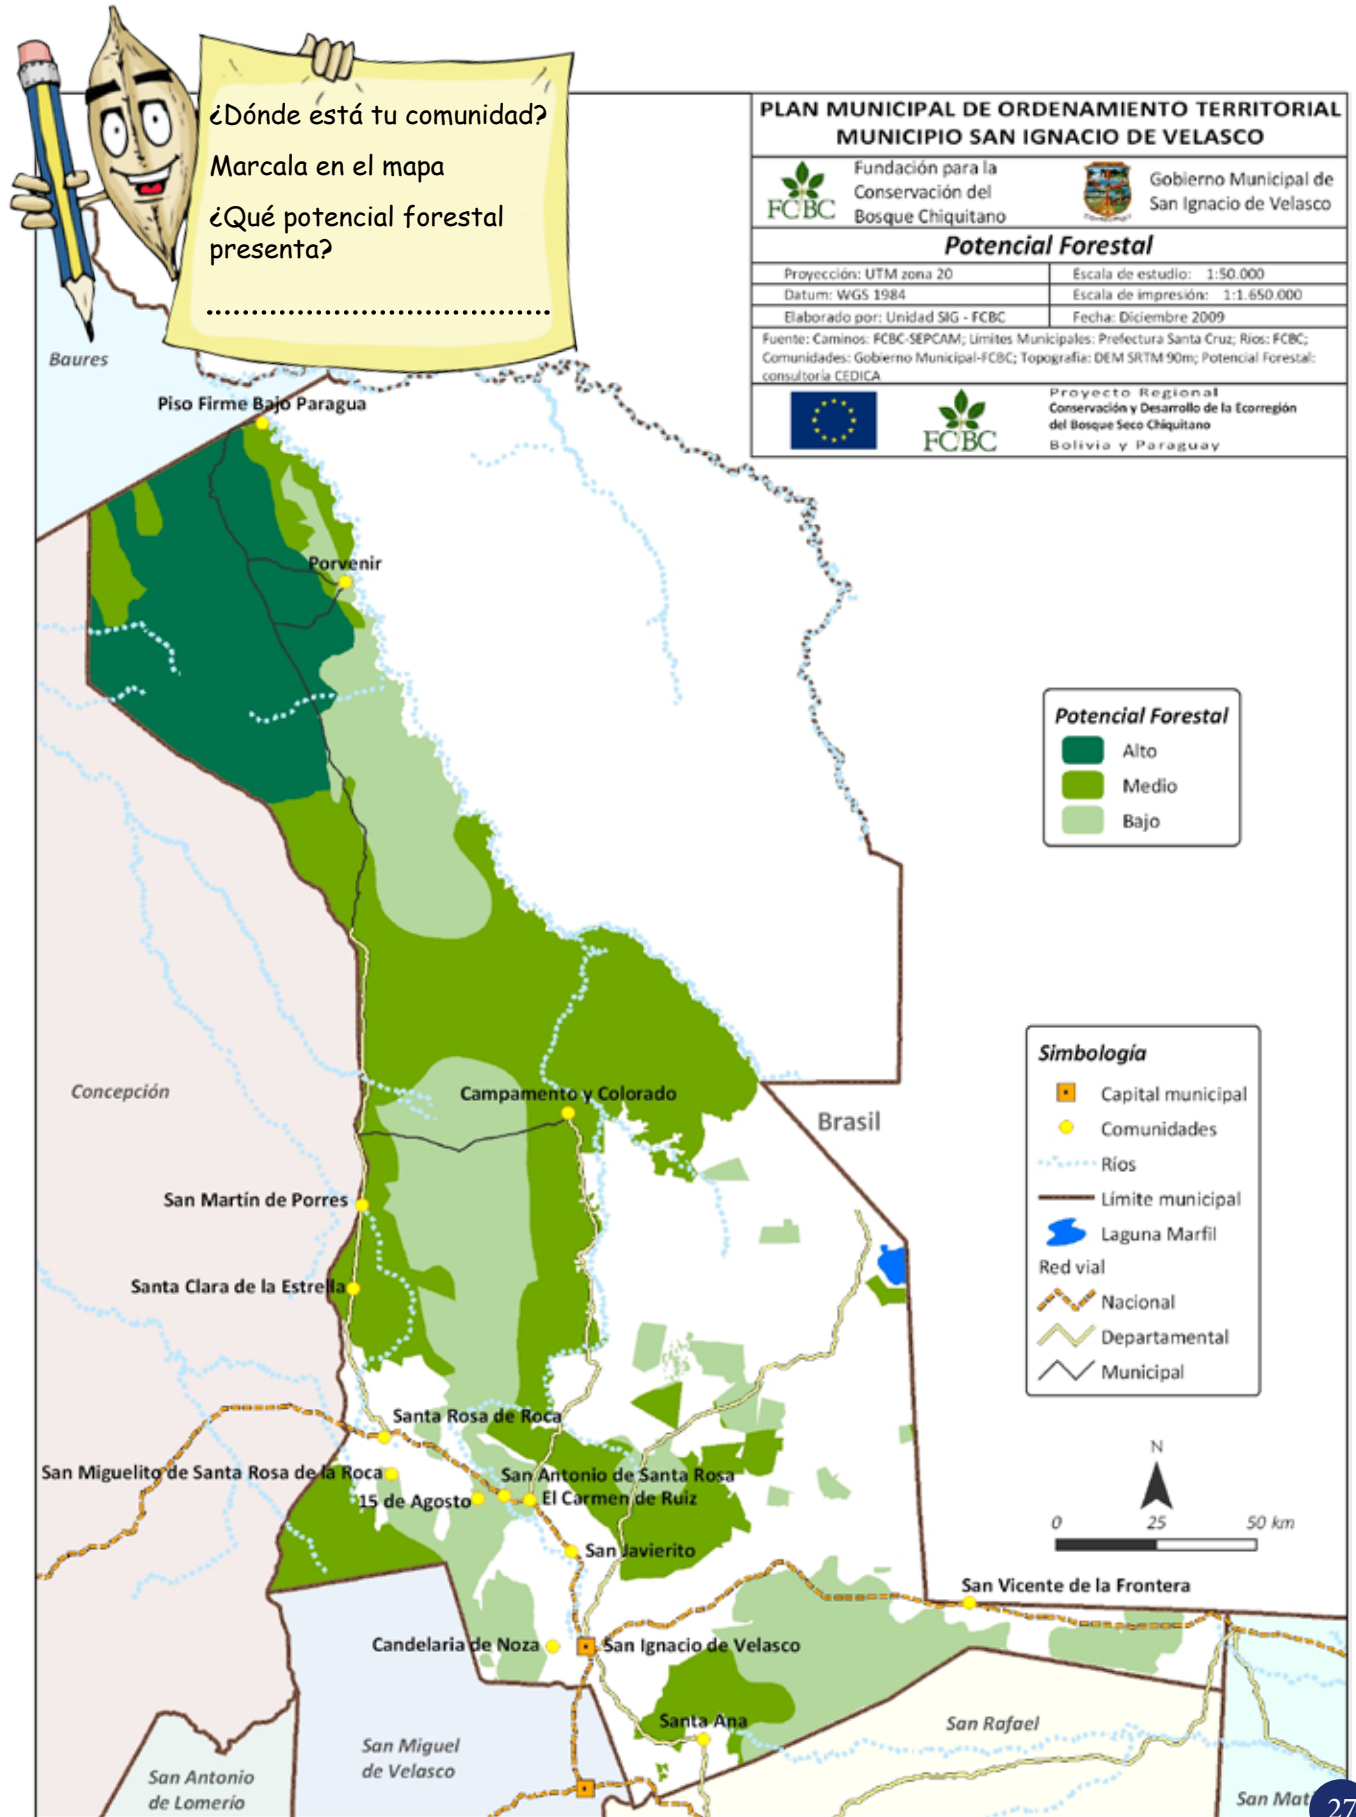 ¿Dónde está tu comunidad?
Marcala en el mapa
¿Qué potencial forestal
presenta?
....................................
PLAN MUNICIPAL DE ORDENAMIENTO TERRITORIAL
MUNICIPIO SAN IGNACIO DE VELASCO
FCBC
Fundación para la
Conservación del
Bosque Chiquitano
Gobierno Municipal de
San Ignacio de Velasco
Potencial Forestal
Proyección: UTM zona 20
Escala de estudio: 1:50.000
Datum: WGS 1984
Escala de impresión: 1:1.650.000
Elaborado por: Unidad SIG - FCBC
Fecha: Diciembre 2009
Fuente: Caminos: FCBC-SEPCAM; Límites Municipales: Prefectura Santa Cruz; Ríos: FCBC;
Comunidades: Gobierno Municipal-FCBC; Topografía: DEM SRTM 90m; Potencial Forestal:
consultoría CEDICA
FCBC
Proyecto Regional
Conservación y Desarrollo de la Ecorregión
del Bosque Seco Chiquitano
Bolivia y Paraguay
Baures
Piso Firme Bajo Paragua
Porvenir
Potencial Forestal
Alto
Medio
Bajo
Concepción
Campamento y Colorado
Brasil
San Martín de Porres
Santa Clara de la Estrella
Simbología
Capital municipal
Comunidades
Ríos
Límite municipal
Laguna Marfil
Red vial
Nacional
Departamental
Municipal
Santa Rosa de Roca
San Miguelito de Santa Rosa de la Roca
San Antonio de Santa Rosa
15 de Agosto
El Carmen de Ruiz
San Javierito
N
0 25 50 km
San Vicente de la Frontera
Candelaria de Noza
San Ignacio de Velasco
Santa Ana
San Rafael
San Miguel
de Velasco
San Antonio
de Lomerío
San Mat
27